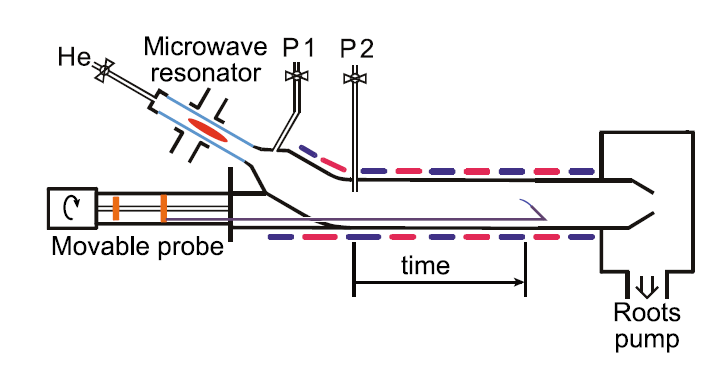 He
Microwave
resonator
P1
P2
Movable probe
time
Roots
pump